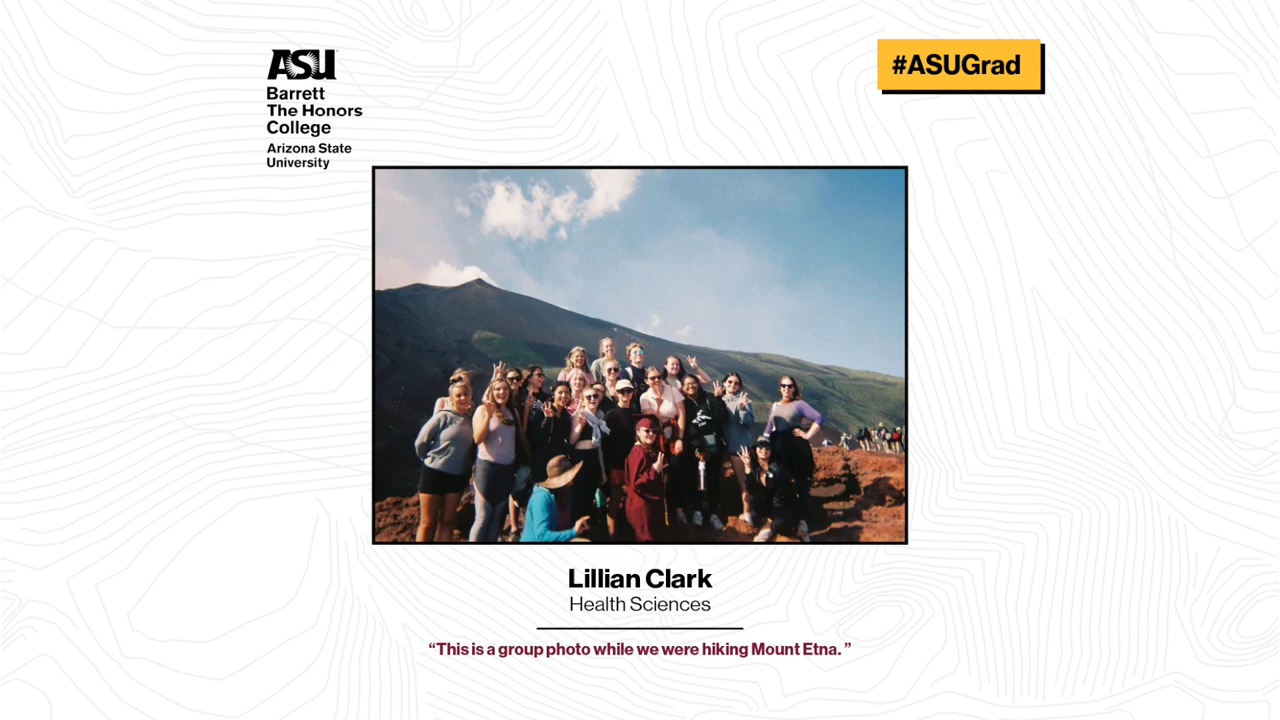 ASU
Barrett
The Honors
College
Arizona State
University
#ASUGrad
Lillian Clark
Health Sciences
“This is a group photo while we were hiking Mount Etna. ”